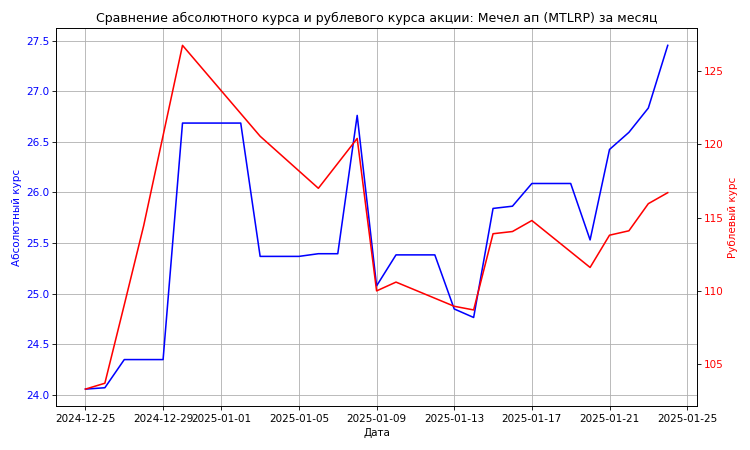 Сравнение абсолютного курса и рублевого курса акции: Мечел ап (MTLRP) за месяц
27.5
27.0
26.5
26.0
25.5
25.0
24.5
24.0
Абсолютный курс
125
120
115
110
105
Рублевый курс
2024-12-25 2024-12-29 2025-01-01 2025-01-05 2025-01-09 2025-01-13 2025-01-17 2025-01-21 2025-01-25
Дата